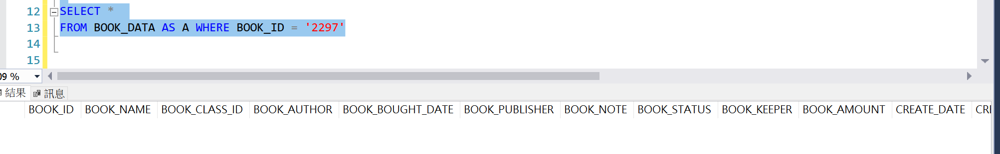 12 SELECT *
13 FROM BOOK_DATA AS A WHERE BOOK_ID = '2297'
14
15
09 %
結果 訊息
BOOK_ID BOOK_NAME BOOK_CLASS_ID BOOK_AUTHOR BOOK_BOUGHT_DATE BOOK_PUBLISHER BOOK_NOTE BOOK_STATUS BOOK_KEEPER BOOK_AMOUNT CREATE_DATE CRE